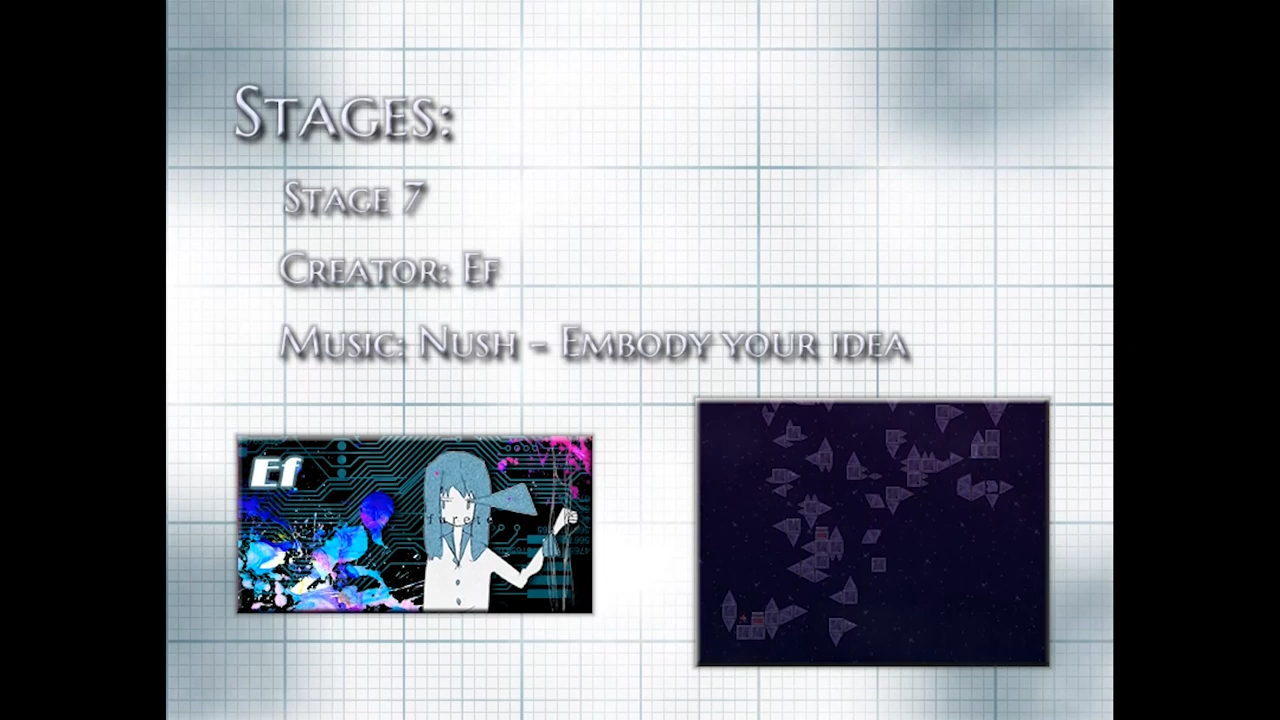 Stages:
Stage 7
Creator: Ef
Music: Nush - Embody your idea
Ef